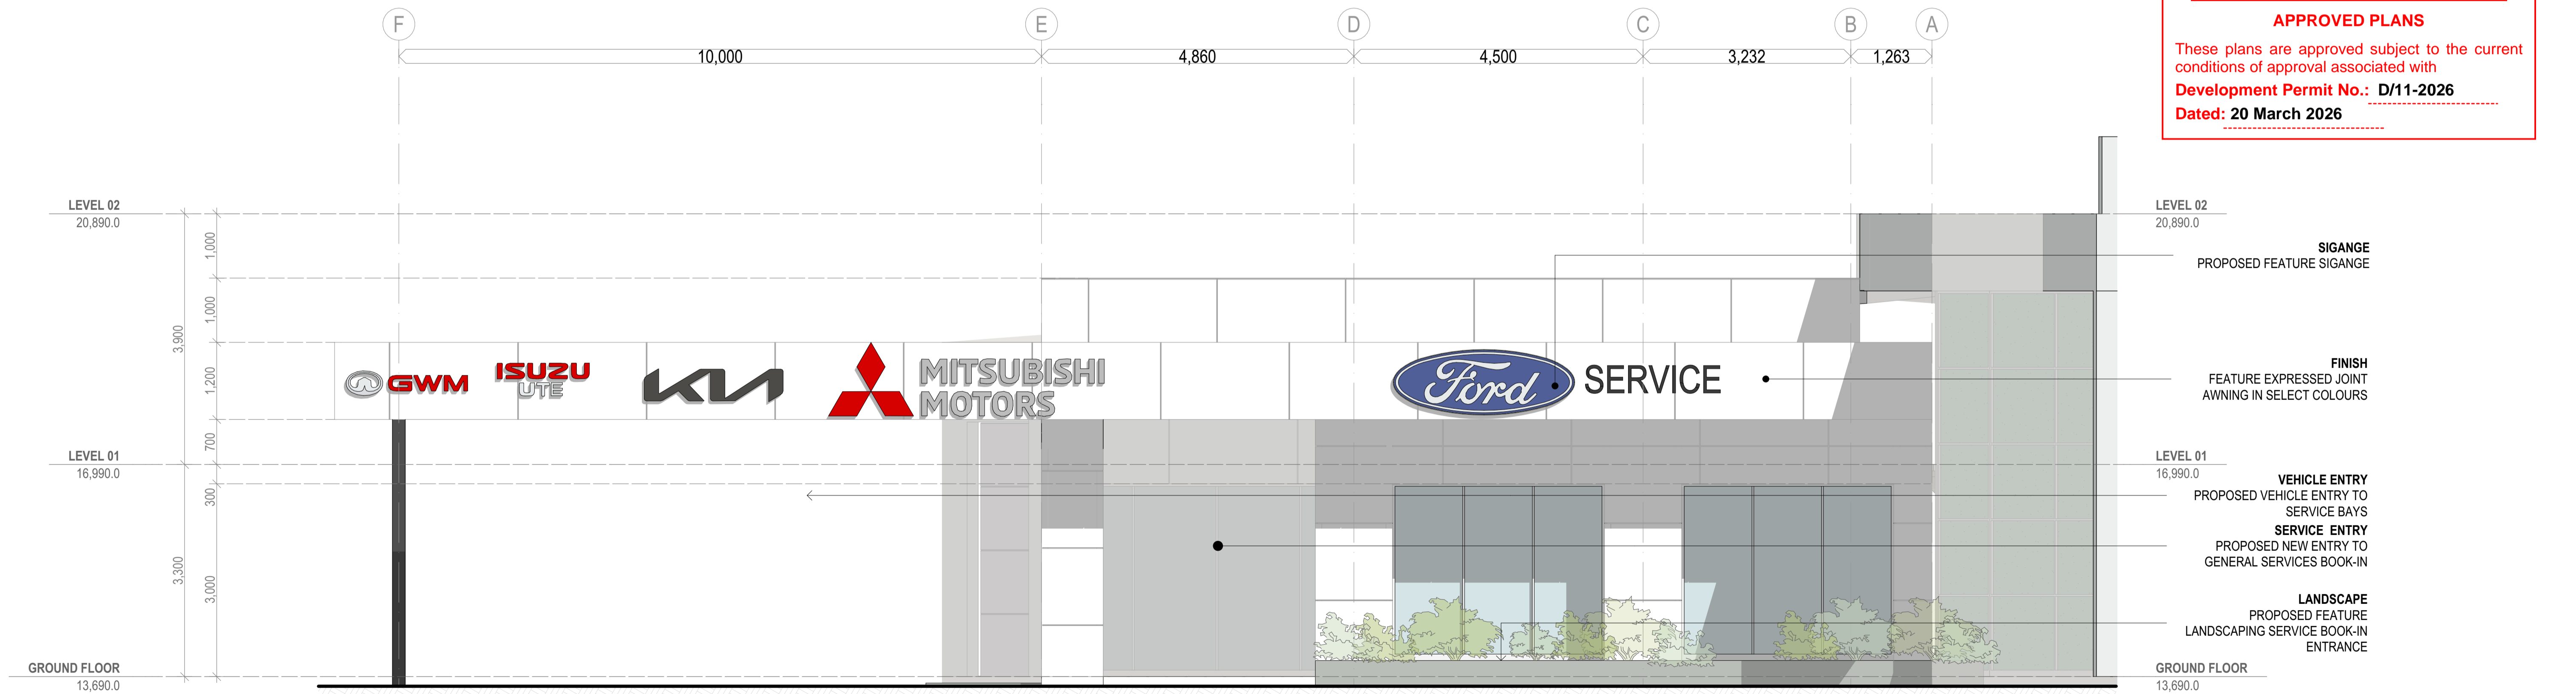 F E D C B A
10,000 4,860 4,500 3,232 1,263
APPROVED PLANS
These plans are approved subject to the current
conditions of approval associated with
Development Permit No.: D/11-2026
Dated: 20 March 2026
LEVEL 02
20,890.0
LEVEL 01
16,990.0
GROUND FLOOR
13,690.0
3,900
3,300
1,000
1,000
1,200
700
300
3,000
GWM
ISUZU
UTE
KIA
MITSUBISHI
MOTORS
Ford SERVICE
LEVEL 02
20,890.0
SIGANGE
PROPOSED FEATURE SIGANGE
FINISH
FEATURE EXPRESSED JOINT
AWNING IN SELECT COLOURS
LEVEL 01
16,990.0
VEHICLE ENTRY
PROPOSED VEHICLE ENTRY TO
SERVICE BAYS
SERVICE ENTRY
PROPOSED NEW ENTRY TO
GENERAL SERVICES BOOK-IN
LANDSCAPE
PROPOSED FEATURE
LANDSCAPING SERVICE BOOK-IN
ENTRANCE
GROUND FLOOR
13,690.0